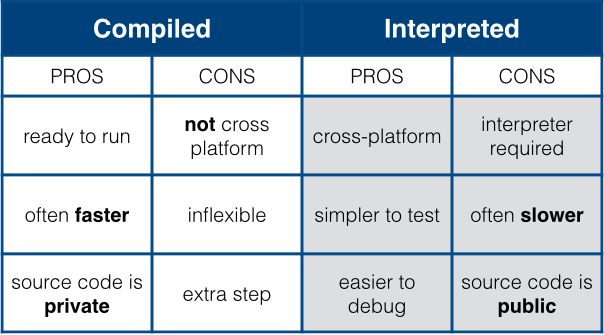 Compiled Interpreted
PROS CONS PROS CONS
ready to run not cross platform cross-platform interpreter required
often faster inflexible simpler to test often slower
source code is private extra step easier to debug source code is public